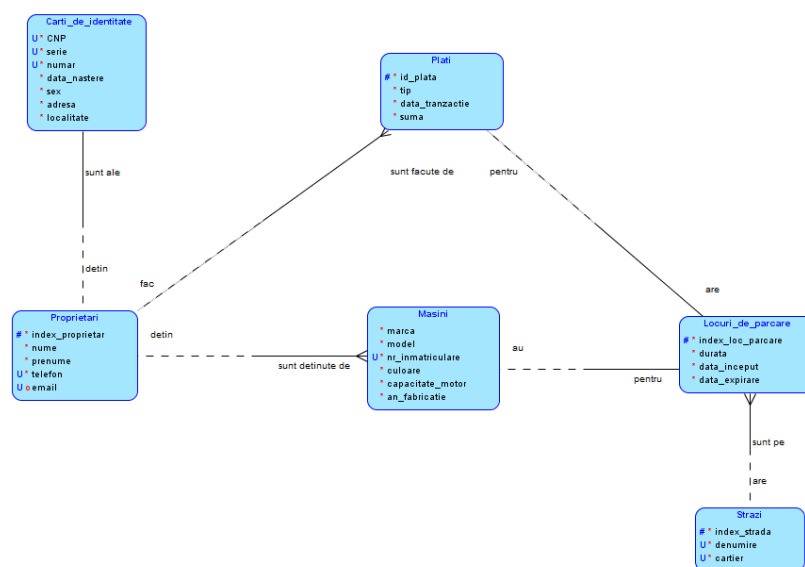 Carti_de_identitate
U * CNP
U * serie
U * numar
* data_nastere
* sex
* adresa
* localitate
Plati
# * id_plata
* tip
* data_tranzactie
* suma
sunt ale
sunt facute de
pentru
detin
fac
are
Proprietari
# * index_proprietar
* nume
* prenume
U * telefon
U o email
detin
sunt detinute de
Masini
* marca
* model
U * nr_inmatriculare
* culoare
* capacitate_motor
* an_fabricatie
au
pentru
Locuri_de_parcare
# * index_loc_parcare
* durata
* data_inceput
* data_expirare
sunt pe
are
Strazi
# * index_strada
U * denumire
U * cartier